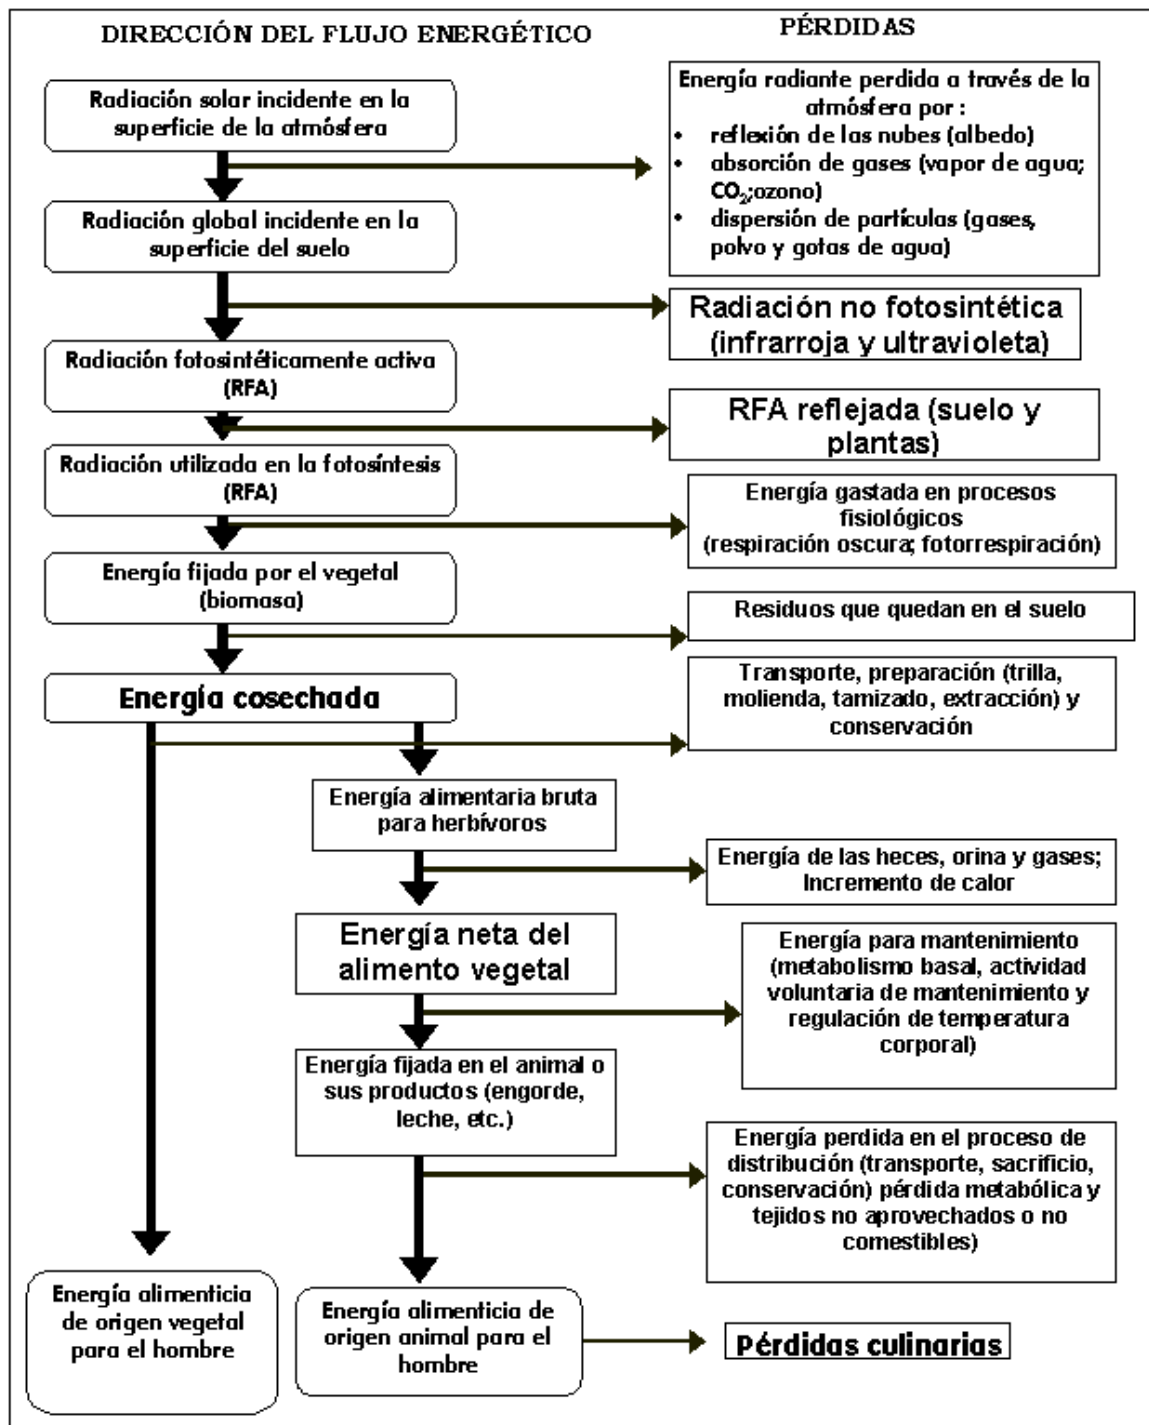 DIRECCIÓN DEL FLUJO ENERGÉTICO
PÉRDIDAS
Radiación solar incidente en la
superficie de la atmósfera
Energía radiante perdida a través de la
atmósfera por :
• reflexión de las nubes (albedo)
• absorción de gases (vapor de agua;
CO₂;ozono)
• dispersión de partículas (gases,
polvo y gotas de agua)
Radiación global incidente en la
superficie del suelo
Radiación no fotosintética
(infrarroja y ultravioleta)
Radiación fotosintéticamente activa
(RFA)
RFA reflejada (suelo y
plantas)
Radiación utilizada en la fotosíntesis
(RFA)
Energía gastada en procesos
fisiológicos
(respiración oscura; fotorrespiración)
Energía fijada por el vegetal
(biomasa)
Residuos que quedan en el suelo
Energía cosechada
Transporte, preparación (trilla,
molienda, tamizado, extracción) y
conservación
Energía alimentaria bruta
para herbívoros
Energía de las heces, orina y gases;
Incremento de calor
Energía neta del
alimento vegetal
Energía para mantenimiento
(metabolismo basal, actividad
voluntaria de mantenimiento y
regulación de temperatura
corporal)
Energía fijada en el animal o
sus productos (engorde,
leche, etc.)
Energía perdida en el proceso de
distribución (transporte, sacrificio,
conservación) pérdida metabólica y
tejidos no aprovechados o no
comestibles)
Energía alimenticia
de origen vegetal
para el hombre
Energía alimenticia de
origen animal para el
hombre
Pérdidas culinarias